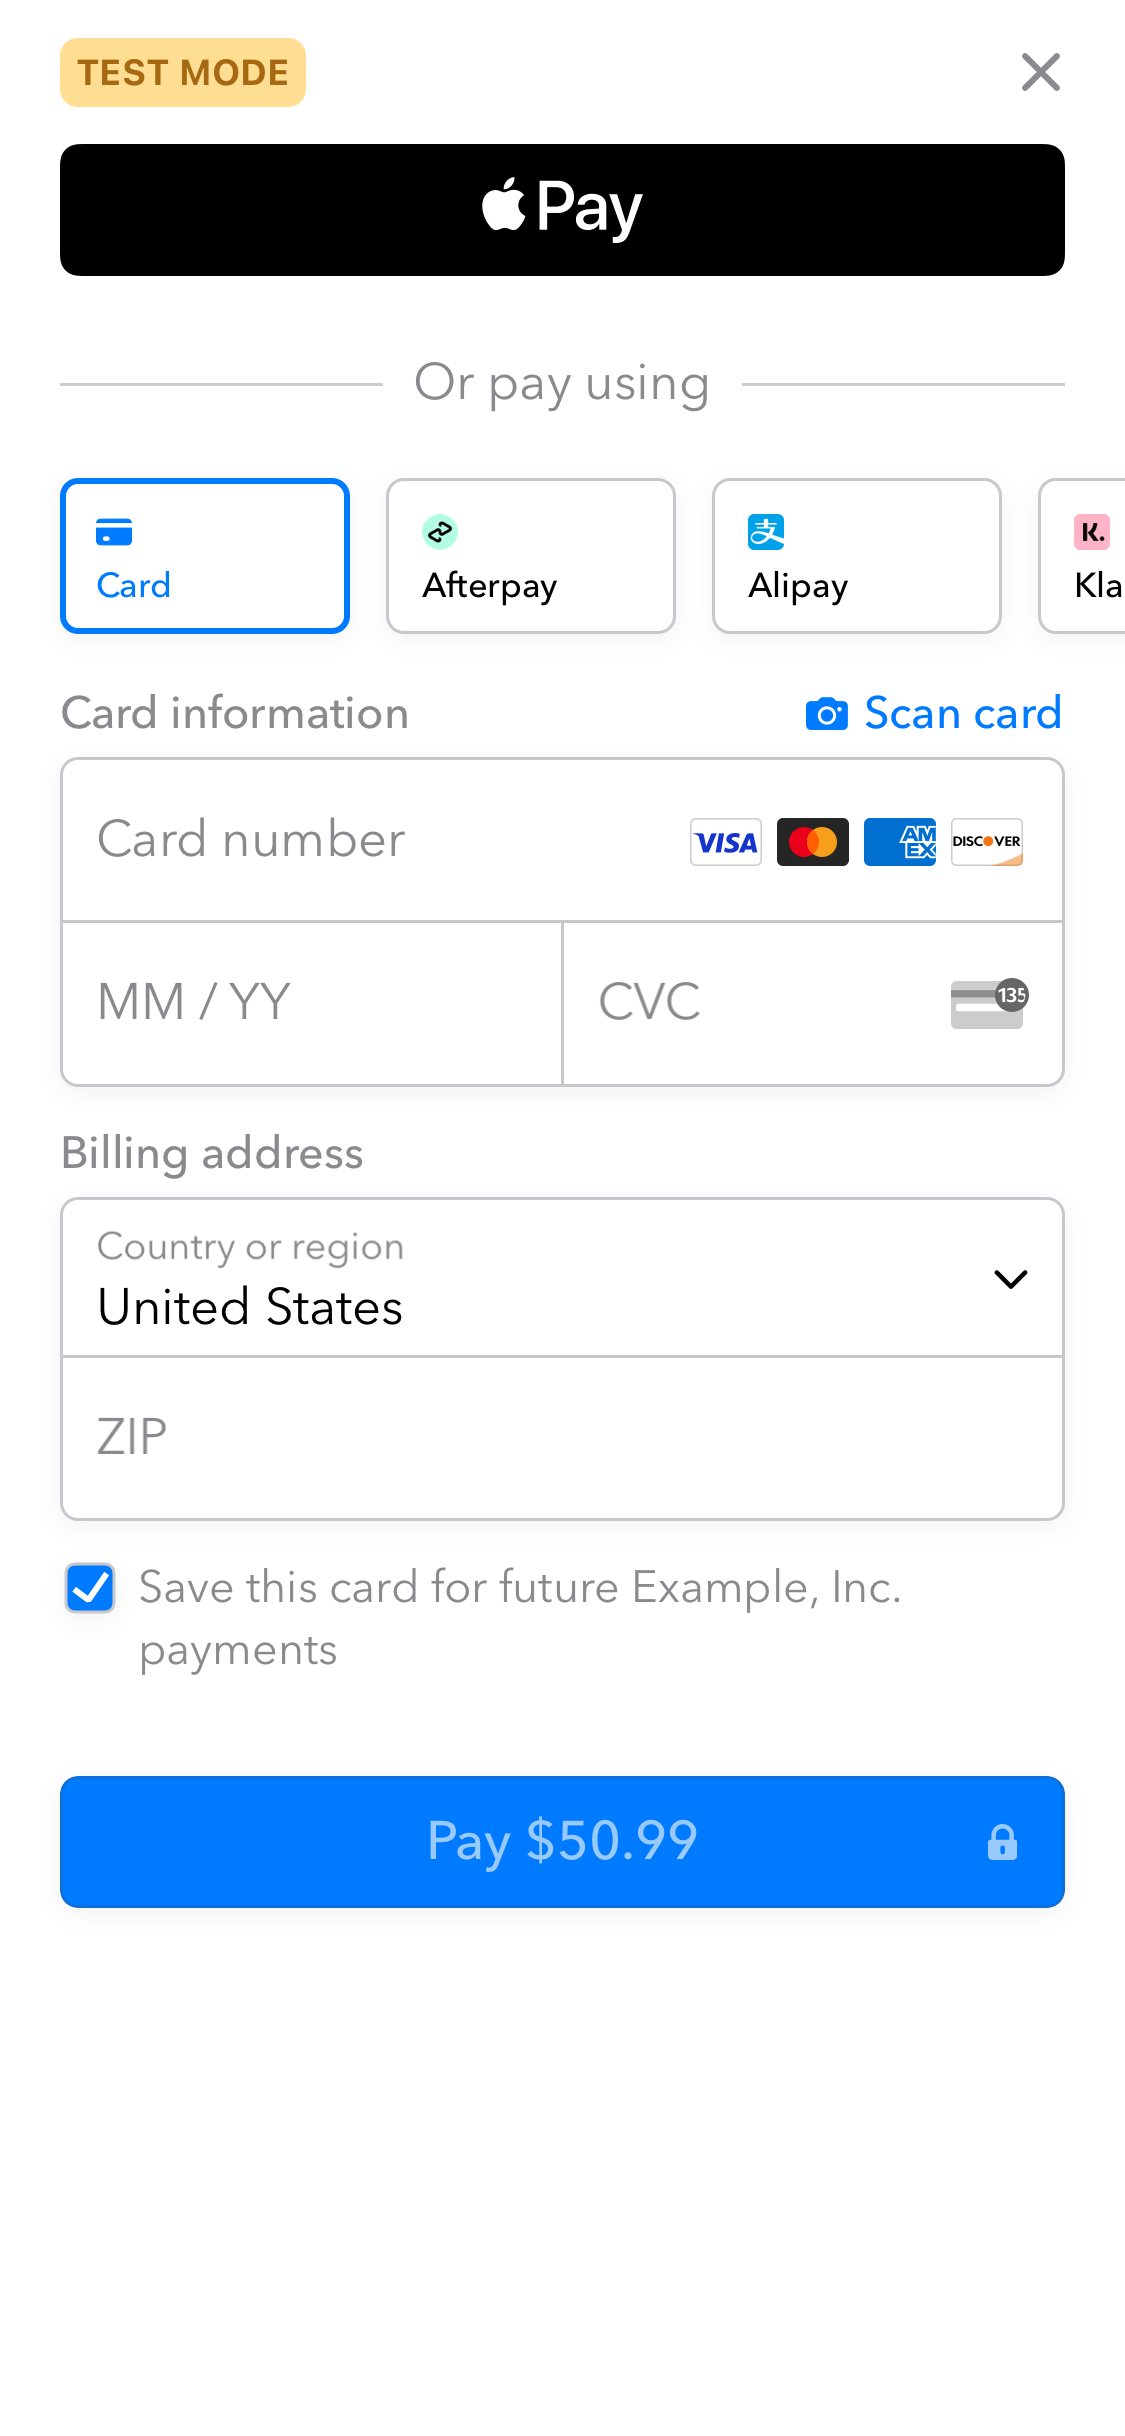 TEST MODE
Pay
Or pay using
Card
Afterpay
支
Alipay
K.
Kla
Card information
Scan card
Card number
VISA
AM
EX
DISCOVER
MM / YY
CVC
135
Billing address
Country or region
United States
ZIP
Save this card for future Example, Inc.
payments
Pay $50.99